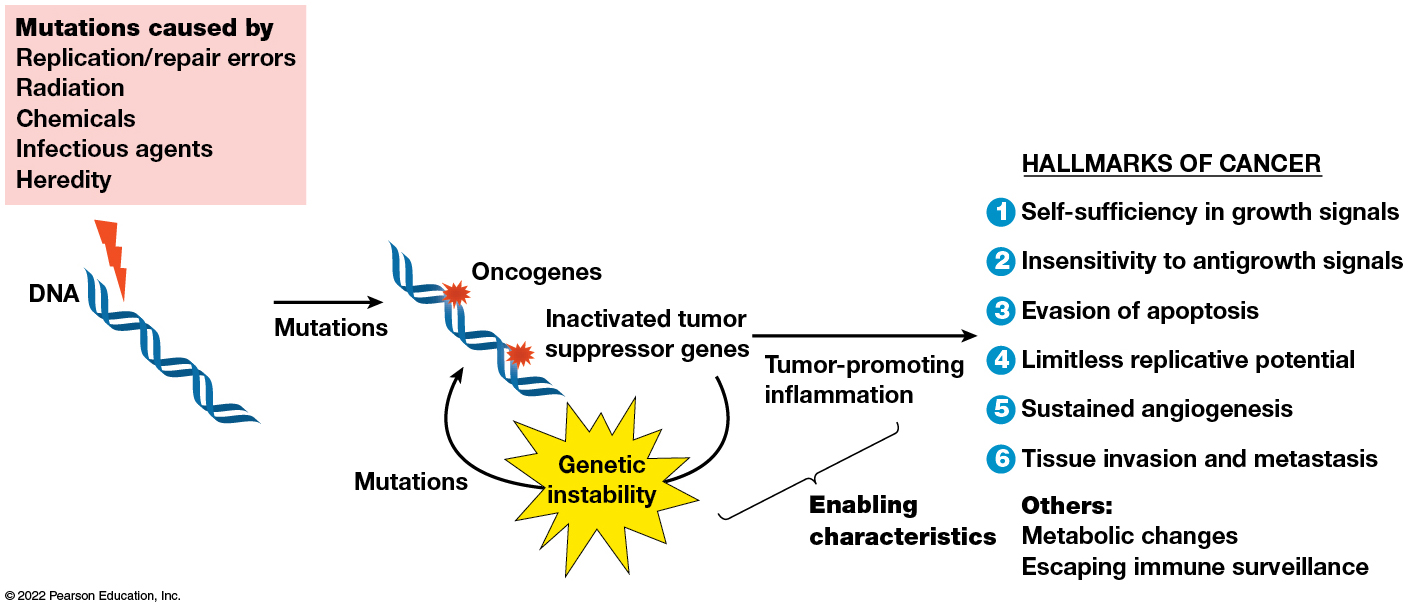 Mutations caused by
Replication/repair errors
Radiation
Chemicals
Infectious agents
Heredity
DNA
Mutations
Oncogenes
Inactivated tumor
suppressor genes
Mutations
Genetic
instability
Tumor-promoting
inflammation
Enabling
characteristics
HALLMARKS OF CANCER
1 Self-sufficiency in growth signals
2 Insensitivity to antigrowth signals
3 Evasion of apoptosis
4 Limitless replicative potential
5 Sustained angiogenesis
6 Tissue invasion and metastasis
Others:
Metabolic changes
Escaping immune surveillance
© 2022 Pearson Education, Inc.